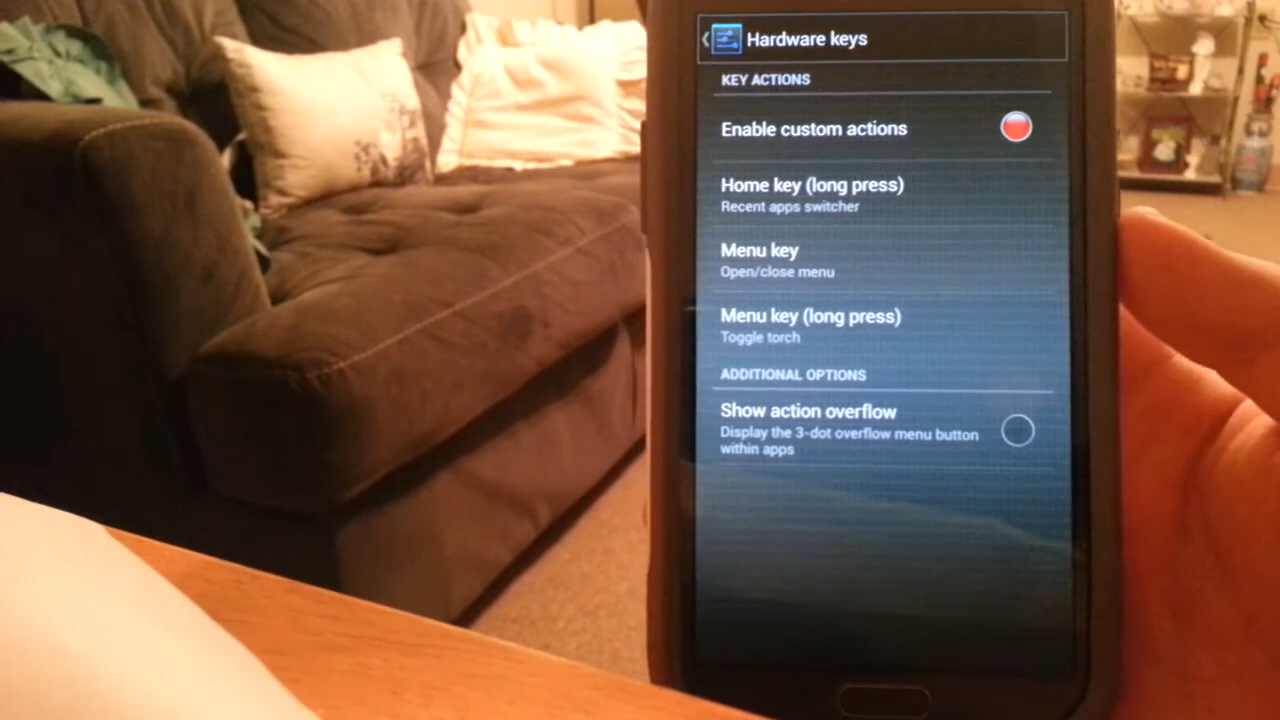 Hardware keys
KEY ACTIONS
Enable custom actions
Home key (long press)
Recent apps switcher
Menu key
Open/close menu
Menu key (long press)
Toggle torch
ADDITIONAL OPTIONS
Show action overflow
Display the 3-dot overflow menu button
within apps